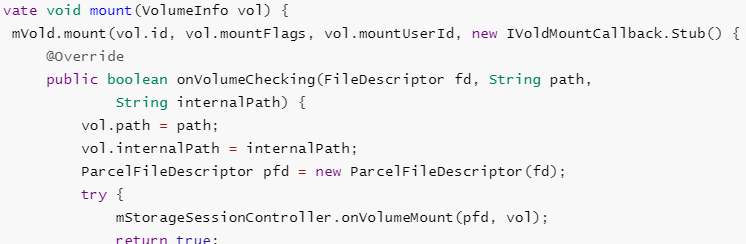 vate void mount(VolumeInfo vol) {
mVold.mount(vol.id, vol.mountFlags, vol.mountUserId, new IVoldMountCallback.Stub() {
@Override
public boolean onVolumeChecking(FileDescriptor fd, String path,
String internalPath) {
vol.path = path;
vol.internalPath = internalPath;
ParcelFileDescriptor pfd = new ParcelFileDescriptor(fd);
try {
mStorageSessionController.onVolumeMount(pfd, vol);
return true;